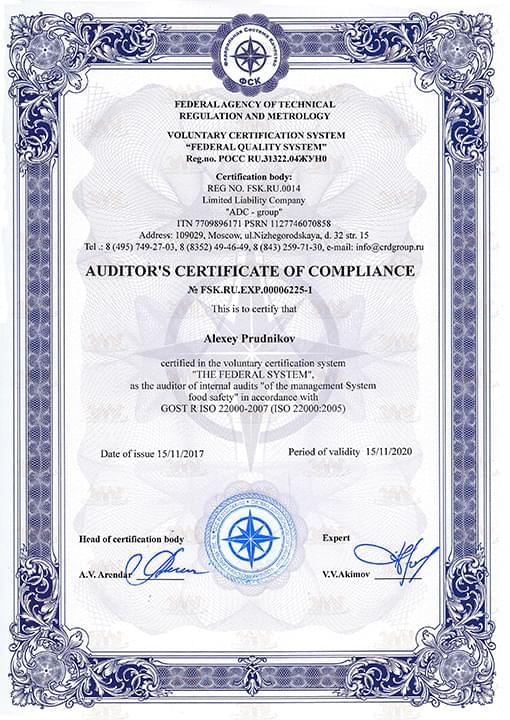 Федеральная Система Качества
ФСК
FEDERAL AGENCY OF TECHNICAL
REGULATION AND METROLOGY
VOLUNTARY CERTIFICATION SYSTEM
"FEDERAL QUALITY SYSTEM"
Reg.no. РОСС RU.31322.04ЖУН0
Certification body:
REG NO. FSK.RU.0014
Limited Liability Company
"ADC - group"
ITN 7709896171 PSRN 1127746070858
Address: 109029, Moscow, ul.Nizhegorodskaya, d. 32 str. 15
Tel .: 8 (495) 749-27-03, 8 (8352) 49-46-49, 8 (843) 259-71-30, e-mail: info@crdgroup.ru
AUDITOR'S CERTIFICATE OF COMPLIANCE
№ FSK.RU.EXP.00006225-1
This is to certify that
Alexey Prudnikov
certified in the voluntary certification system
"THE FEDERAL SYSTEM",
as the auditor of internal audits "of the management System
food safety" in accordance with
GOST R ISO 22000-2007 (ISO 22000:2005)
Date of issue 15/11/2017 Period of validity 15/11/2020
Head of certification body Expert
A.V. Arendar V.V.Akimov